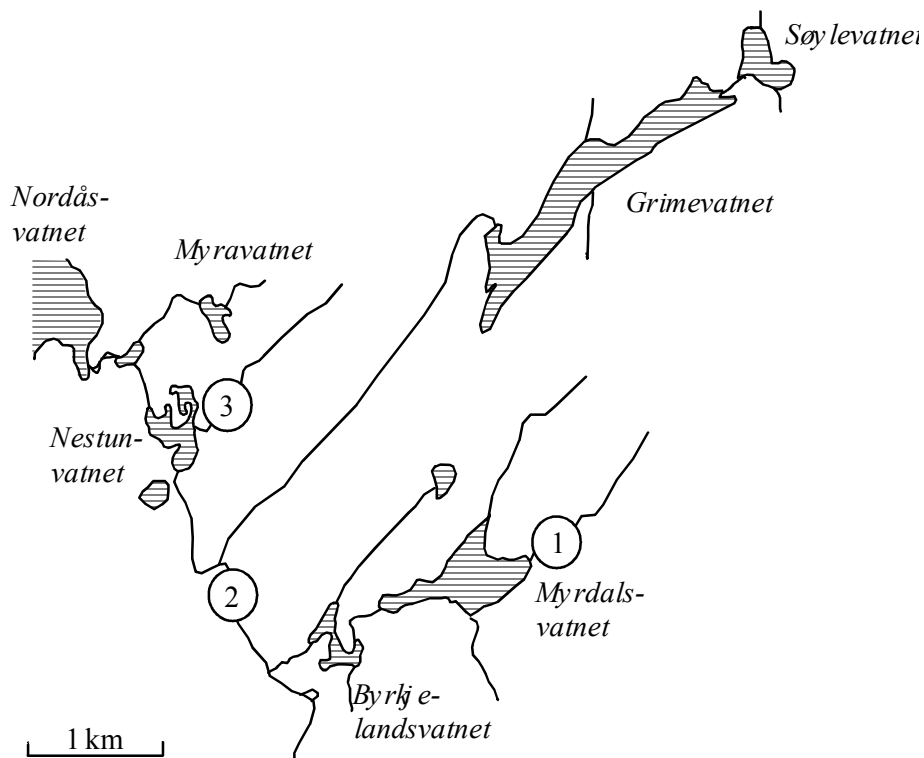 Søylevatnet
Nordås-
vatnet
Grimevatnet
Myravatnet
3
Nestun-
vatnet
1
2
Myrdals-
vatnet
Byrkje-
landsvatnet
1 km